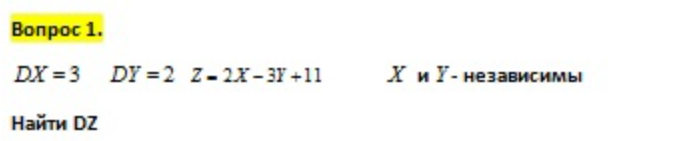 Вопрос 1.
DX = 3 DY = 2 Z = 2X − 3Y + 11 X и Y - независимы
Найти DZ